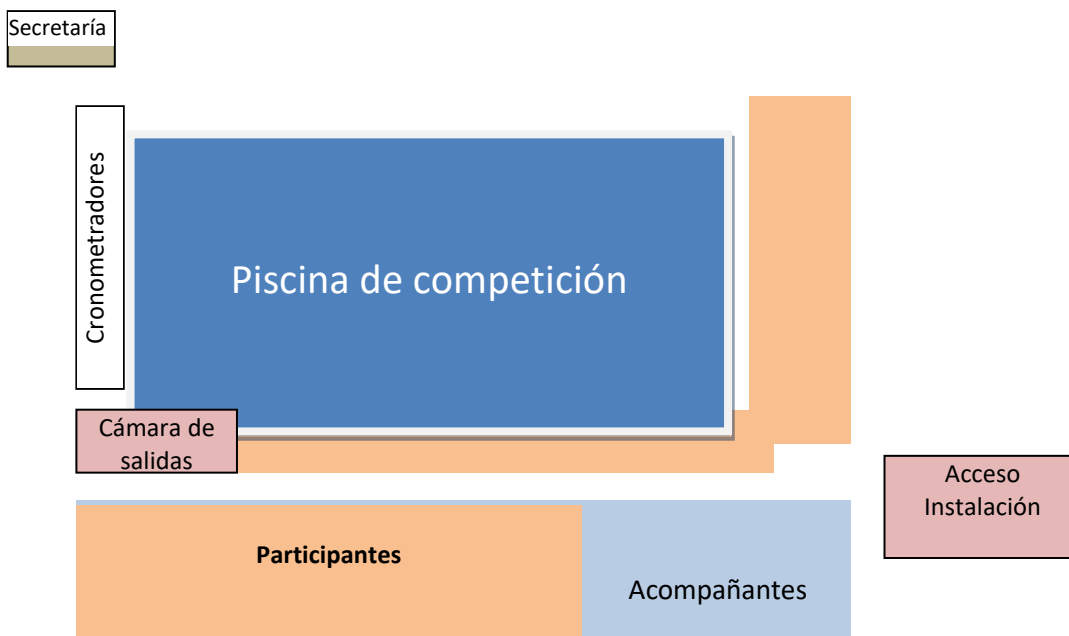 Secretaría
Cronometradores
Piscina de competición
Cámara de
salidas
Acceso
Instalación
Participantes
Acompañantes